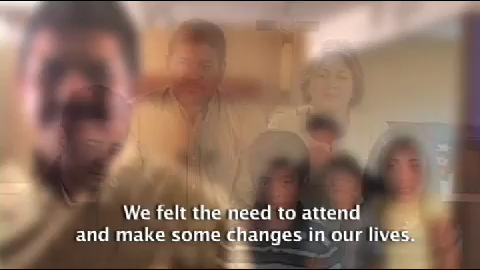 We felt the need to attend
and make some changes in our lives.